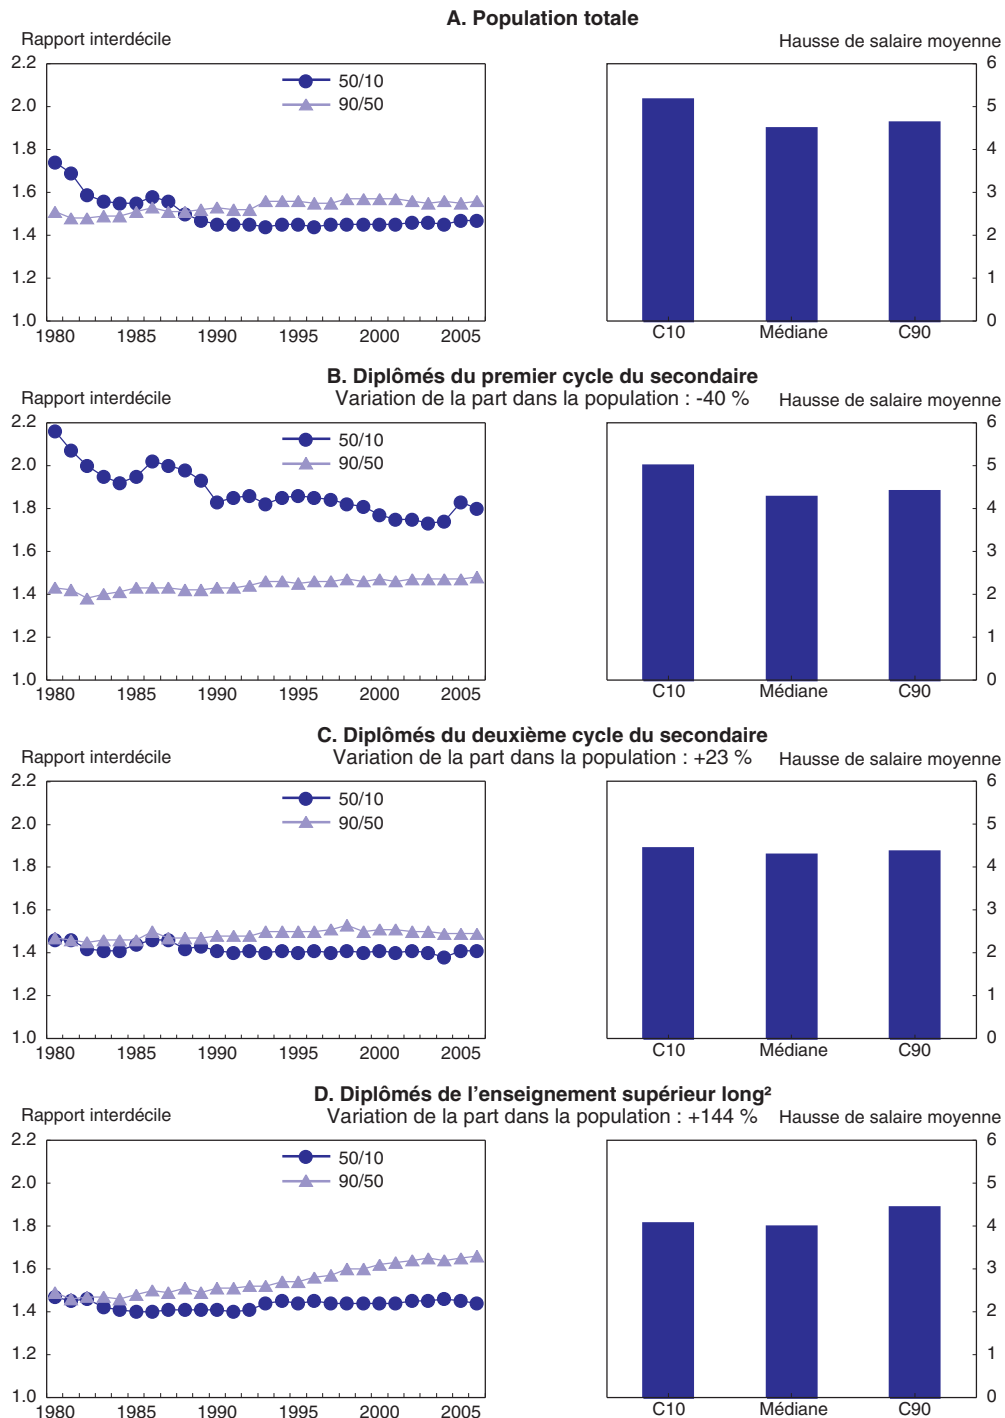 A. Population totale
Rapport interdécile
Hausse de salaire moyenne
2.2
2.0
1.8
1.6
1.4
1.2
1.0
50/10
90/50
1980 1985 1990 1995 2000 2005
6
5
4
3
2
1
0
C10 Médiane C90
B. Diplômés du premier cycle du secondaire
Variation de la part dans la population : -40 %
Rapport interdécile
Hausse de salaire moyenne
2.2
2.0
1.8
1.6
1.4
1.2
1.0
50/10
90/50
1980 1985 1990 1995 2000 2005
6
5
4
3
2
1
0
C10 Médiane C90
C. Diplômés du deuxième cycle du secondaire
Variation de la part dans la population : +23 %
Rapport interdécile
Hausse de salaire moyenne
2.2
2.0
1.8
1.6
1.4
1.2
1.0
50/10
90/50
1980 1985 1990 1995 2000 2005
6
5
4
3
2
1
0
C10 Médiane C90
D. Diplômés de l'enseignement supérieur long²
Variation de la part dans la population : +144 %
Rapport interdécile
Hausse de salaire moyenne
2.2
2.0
1.8
1.6
1.4
1.2
1.0
50/10
90/50
1980 1985 1990 1995 2000 2005
6
5
4
3
2
1
0
C10 Médiane C90